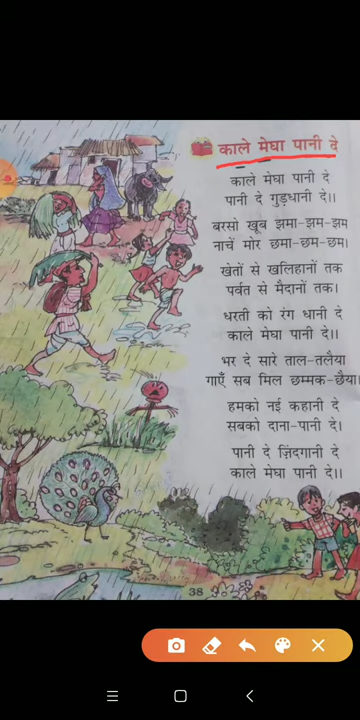 काले मेघा पानी दे
काले मेघा पानी दे
पानी दे गुड़धानी दे।।
बरसो खूब झमा-झम-झम
नाचें मोर छमा-छम-छम।
खेतों से खलिहानों तक
पर्वत से मैदानों तक।
धरती को रंग धानी दे
काले मेघा पानी दे।।
भर दे सारे ताल-तलैया
गाएँ सब मिल छम्मक-छैया।
हमको नई कहानी दे
सबको दाना-पानी दे।
पानी दे ज़िंदगानी दे
काले मेघा पानी दे।।
38